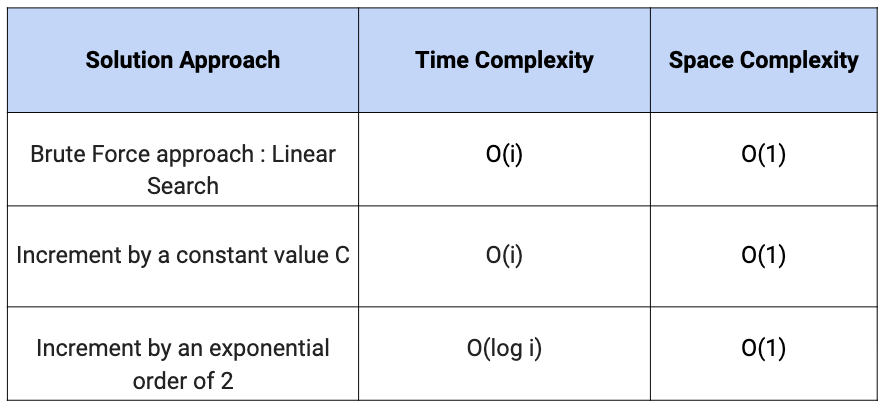 Solution Approach Time Complexity Space Complexity
Brute Force approach : Linear O(i) O(1)
Search
Increment by a constant value C O(i) O(1)
Increment by an exponential O(log i) O(1)
order of 2